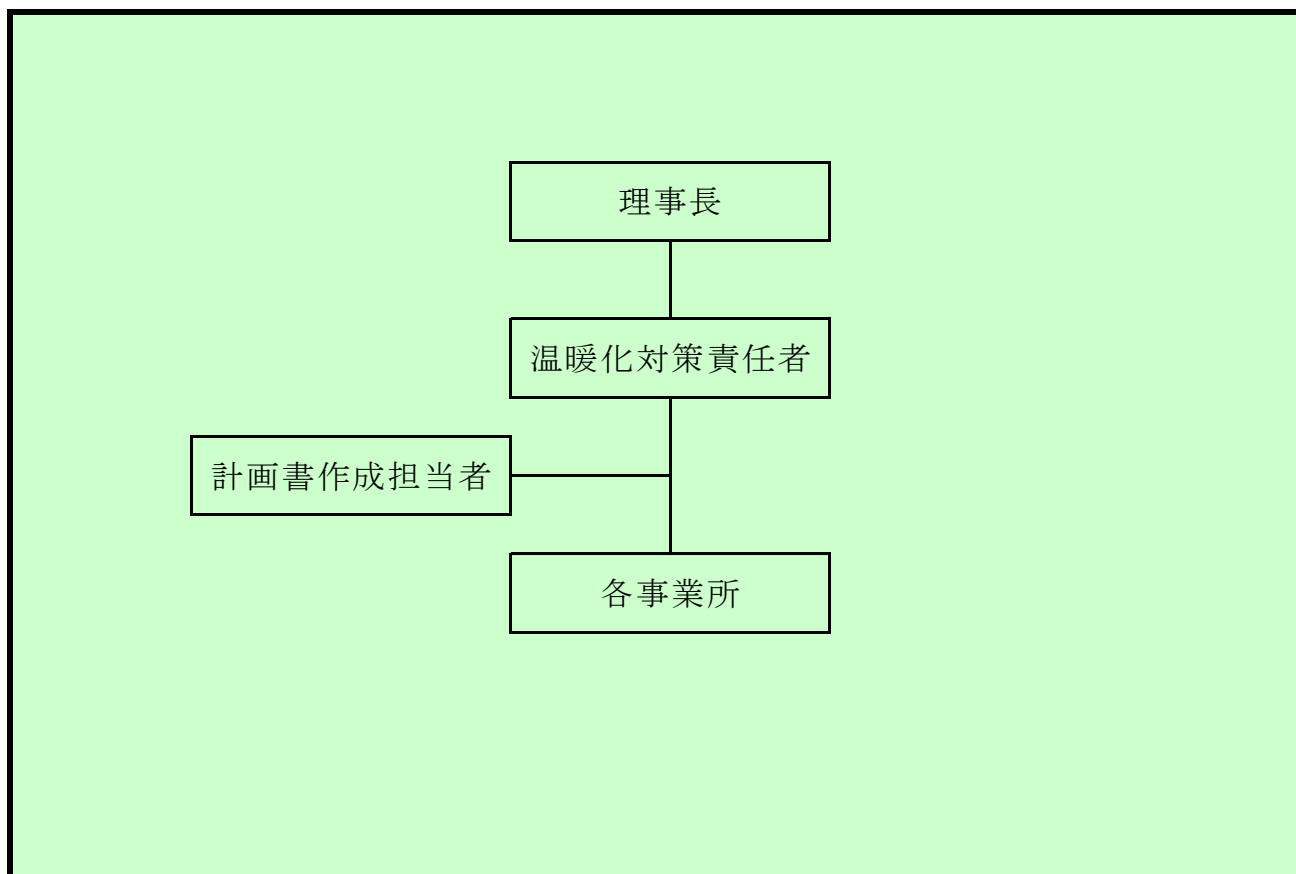 理事長
温暖化対策責任者
計画書作成担当者
各事業所